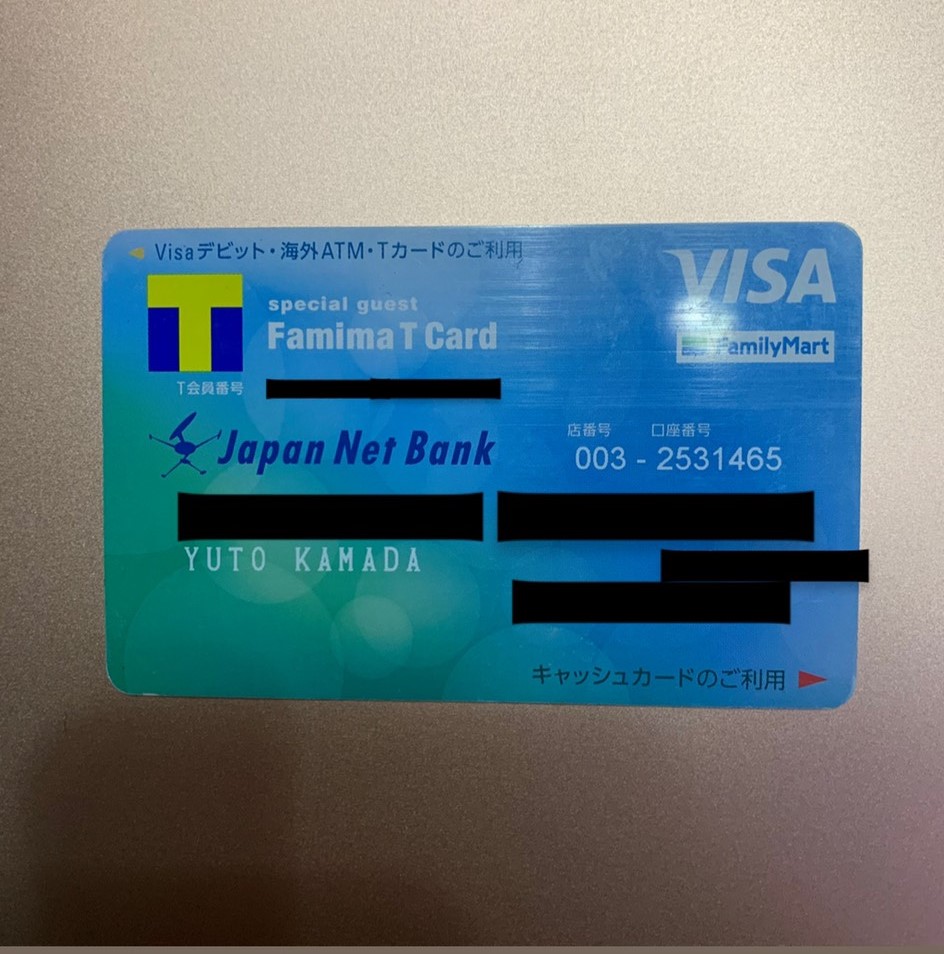 Visaデビット・海外ATM・Tカードのご利用
VISA
T
special guest
Famima T Card
FamilyMart
T会員番号
Japan Net Bank
店番号 口座番号
003 - 2531465
YUTO KAMADA
キャッシュカードのご利用